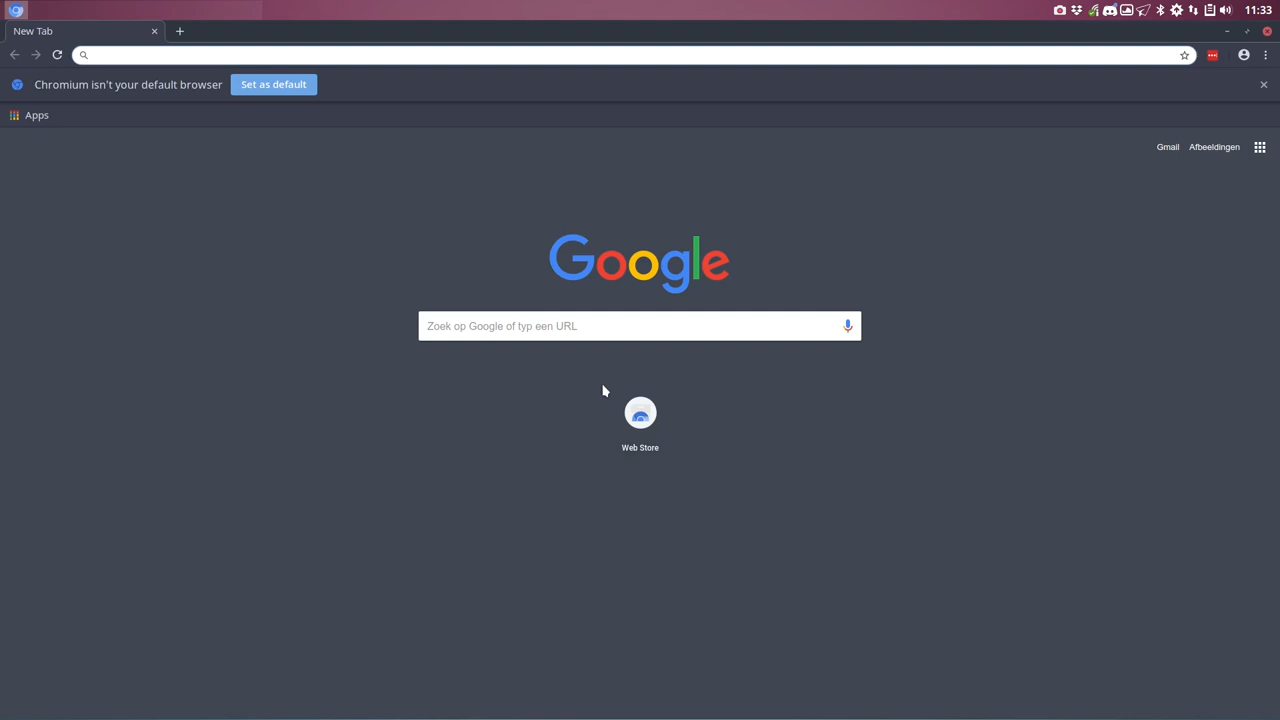 11:33
New Tab
Chromium isn't your default browser
Set as default
Apps
Gmail Afbeeldingen
Google
Zoek op Google of typ een URL
Web Store